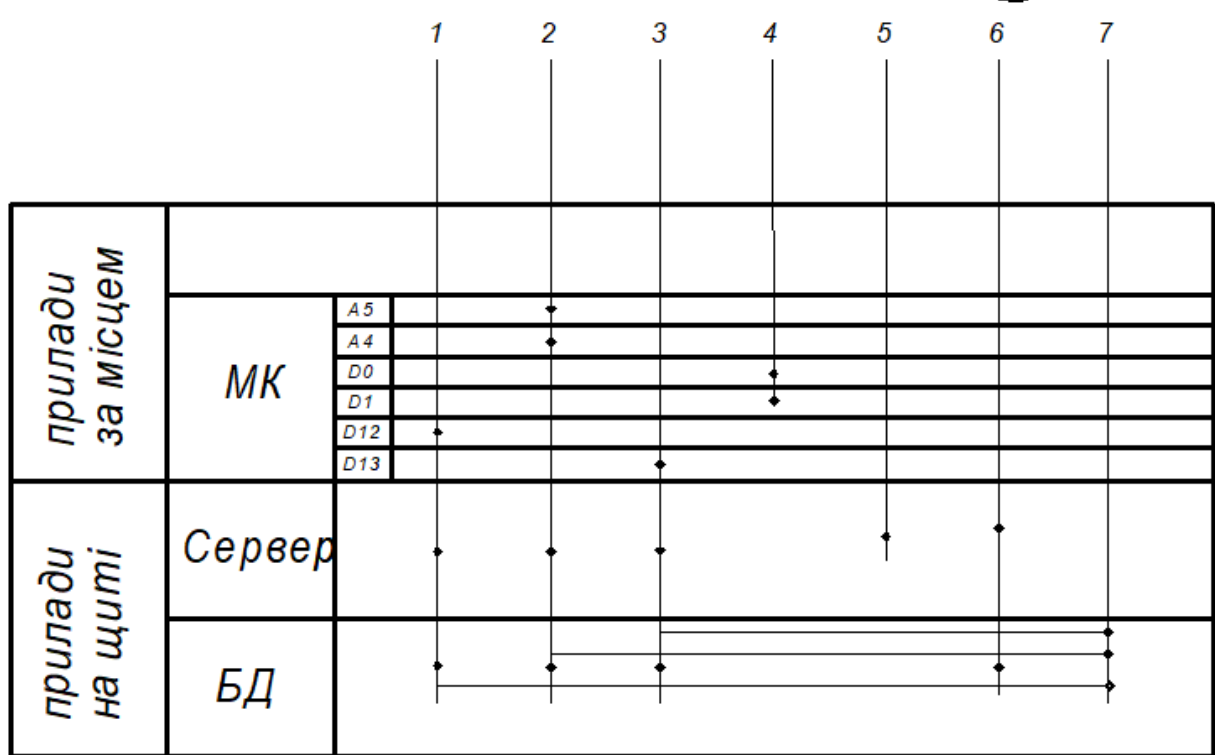 1 2 3 4 5 6 7
прилади
за місцем
МК
A5
A4
D0
D1
D12
D13
прилади
на щиті
Сервер
БД